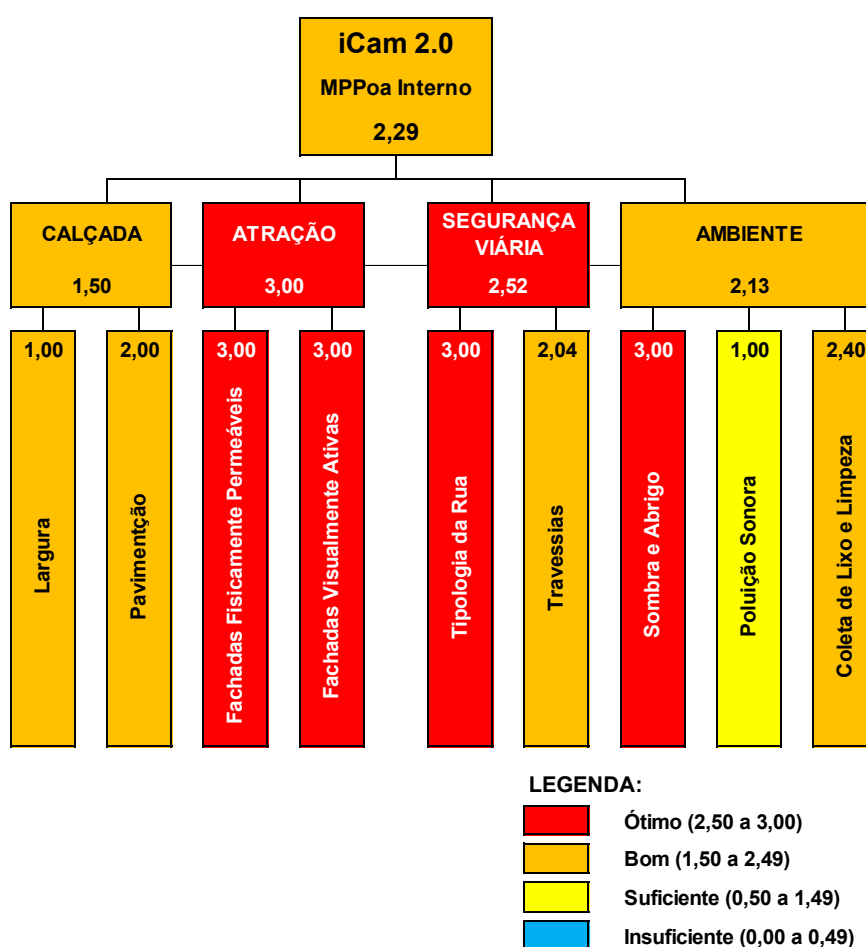 iCam 2.0
MPPoa Interno
2,29
CALÇADA
1,50
ATRAÇÃO
3,00
SEGURANÇA
VIÁRIA
2,52
AMBIENTE
2,13
1,00
Largura
2,00
Pavimentção
3,00
Fachadas Fisicamente Permeáveis
3,00
Fachadas Visualmente Ativas
3,00
Tipologia da Rua
2,04
Travessias
3,00
Sombra e Abrigo
1,00
Poluição Sonora
2,40
Coleta de Lixo e Limpeza
LEGENDA:
Ótimo (2,50 a 3,00)
Bom (1,50 a 2,49)
Suficiente (0,50 a 1,49)
Insuficiente (0,00 a 0,49)